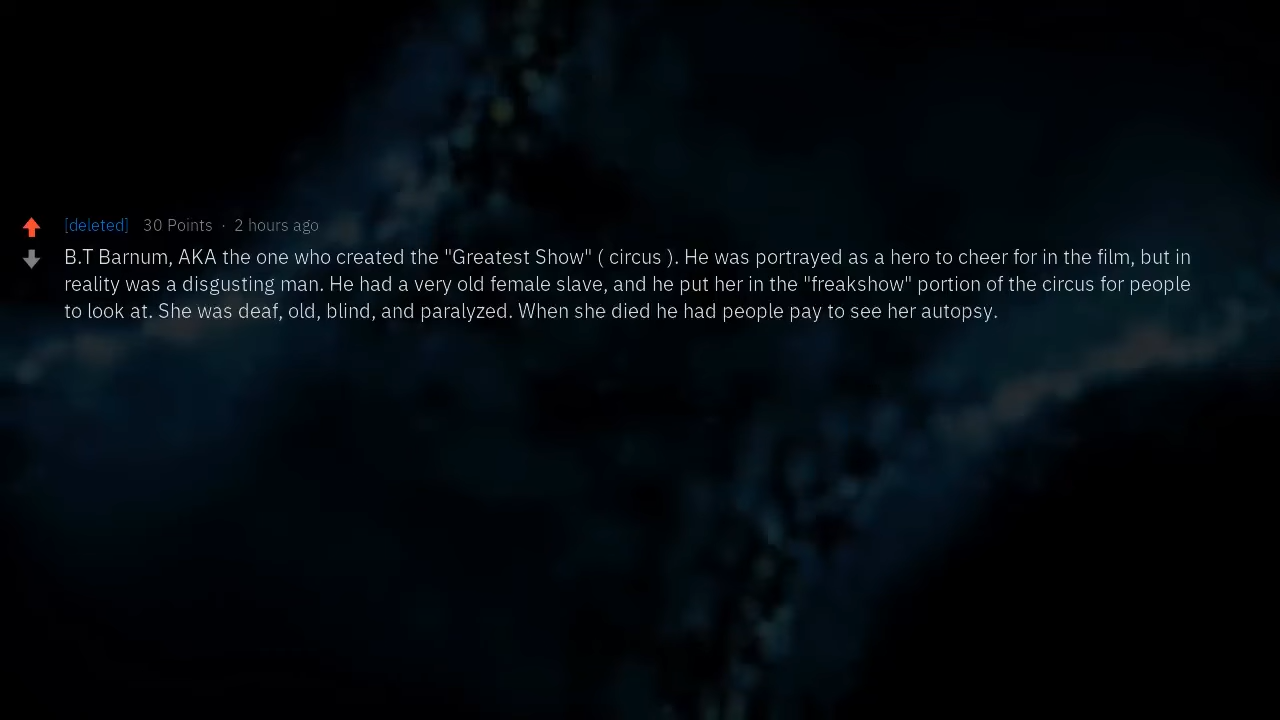 [deleted] 30 Points · 2 hours ago
B.T Barnum, AKA the one who created the "Greatest Show" ( circus ). He was portrayed as a hero to cheer for in the film, but in
reality was a disgusting man. He had a very old female slave, and he put her in the "freakshow" portion of the circus for people
to look at. She was deaf, old, blind, and paralyzed. When she died he had people pay to see her autopsy.